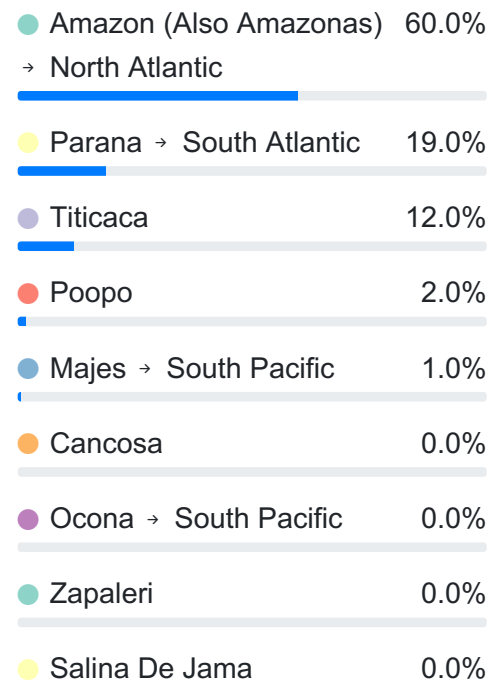 Amazon (Also Amazonas) 60.0%
→ North Atlantic
Parana → South Atlantic 19.0%
Titicaca 12.0%
Poopo 2.0%
Majes → South Pacific 1.0%
Cancosa 0.0%
Ocona → South Pacific 0.0%
Zapaleri 0.0%
Salina De Jama 0.0%